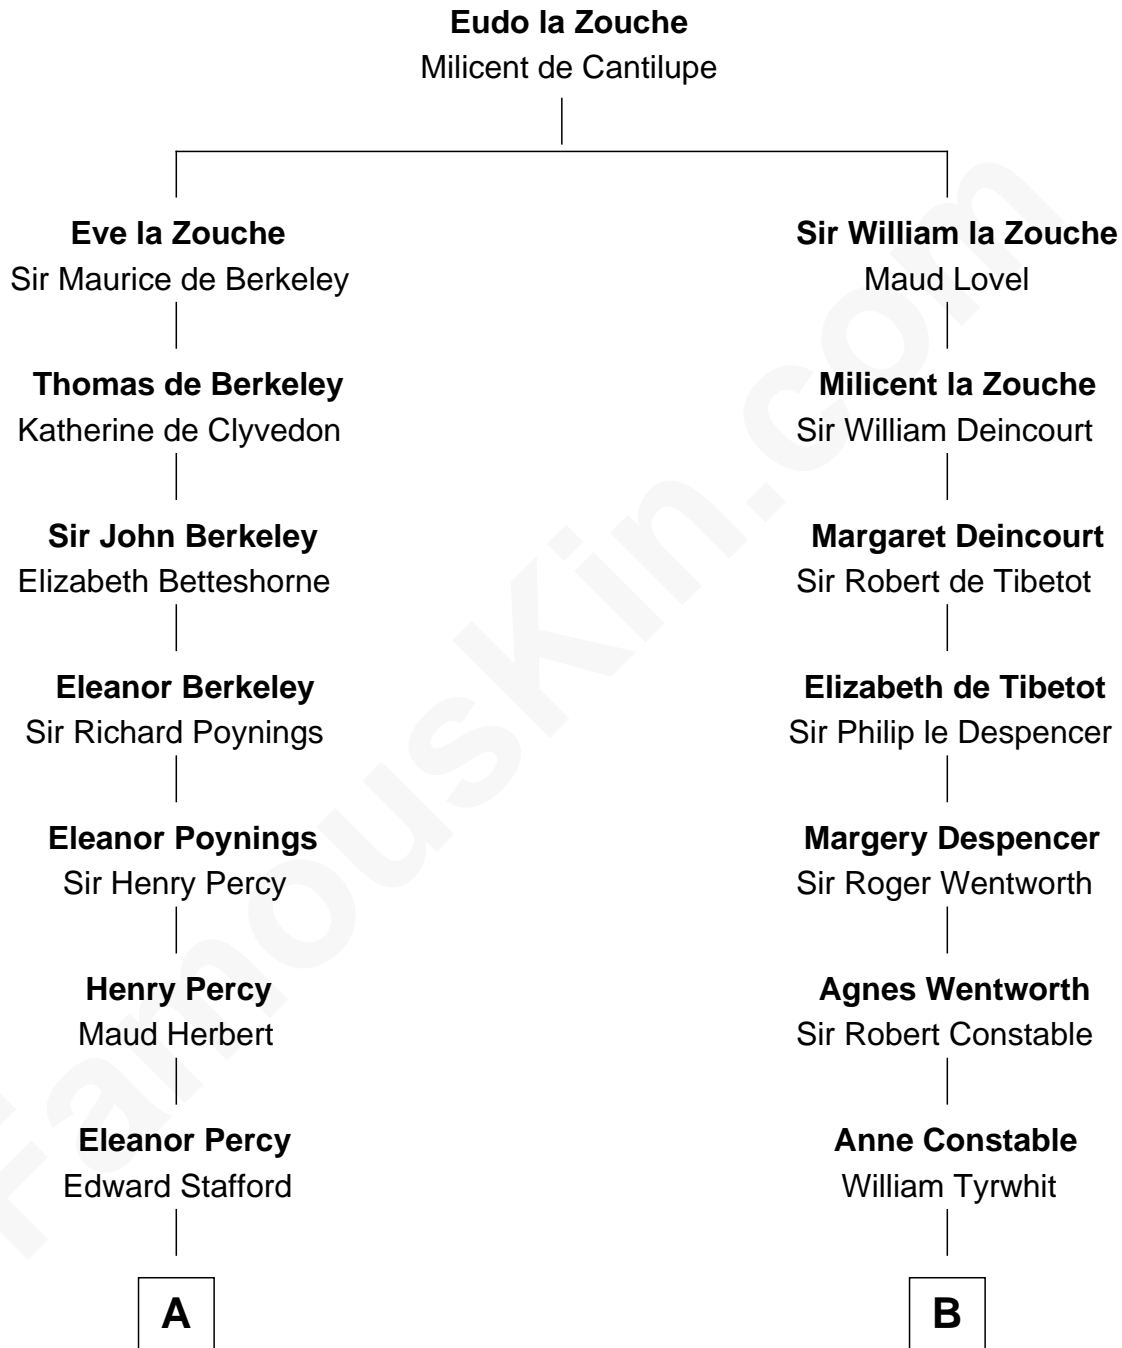 Eudo la Zouche
Milicent de Cantilupe
Eve la Zouche
Sir Maurice de Berkeley
Sir William la Zouche
Maud Lovel
Thomas de Berkeley
Katherine de Clyvedon
Milicent la Zouche
Sir William Deincourt
Sir John Berkeley
Elizabeth Betteshorne
Margaret Deincourt
Sir Robert de Tibetot
Eleanor Berkeley
Sir Richard Poynings
Elizabeth de Tibetot
Sir Philip le Despencer
Eleanor Poynings
Sir Henry Percy
Margery Despencer
Sir Roger Wentworth
Henry Percy
Maud Herbert
Agnes Wentworth
Sir Robert Constable
Eleanor Percy
Edward Stafford
Anne Constable
William Tyrwhit
A
B
FamousKin.com